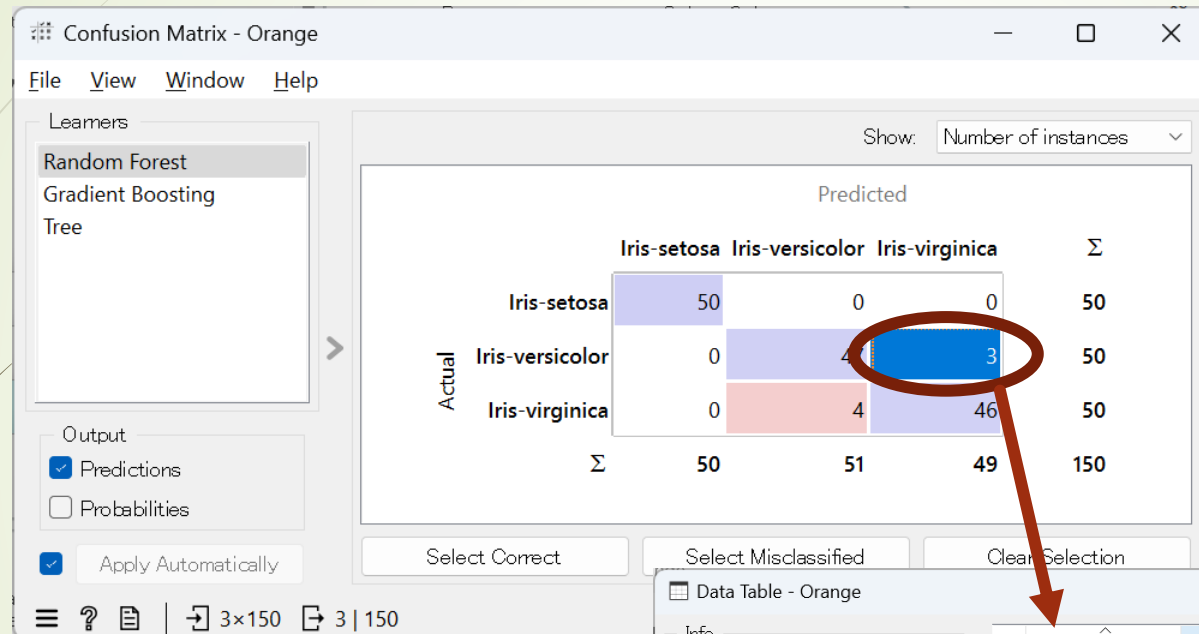 Confusion Matrix - Orange
File View Window Help
Learners
Random Forest
Gradient Boosting
Tree
Show: Number of instances
Predicted
Iris-setosa Iris-versicolor Iris-virginica Σ
Iris-setosa 50 0 0 50
Actual
Iris-versicolor 0 47 3 50
Iris-virginica 0 4 46 50
Σ 50 51 49 150
Output
Predictions
Probabilities
Apply Automatically
Select Correct Select Misclassified Clear Selection
3×150 3 | 150
Data Table - Orange
Info